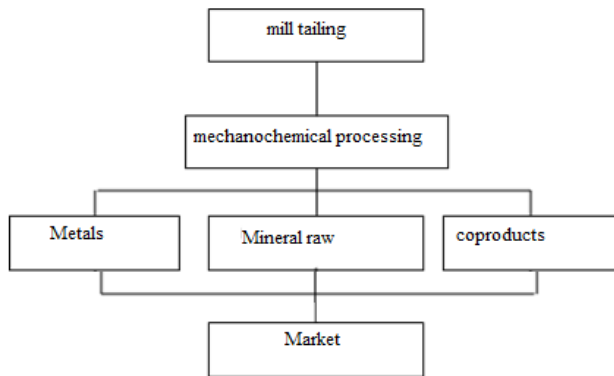 mill tailing
mechanochemical processing
Metals
Mineral raw
coproducts
Market